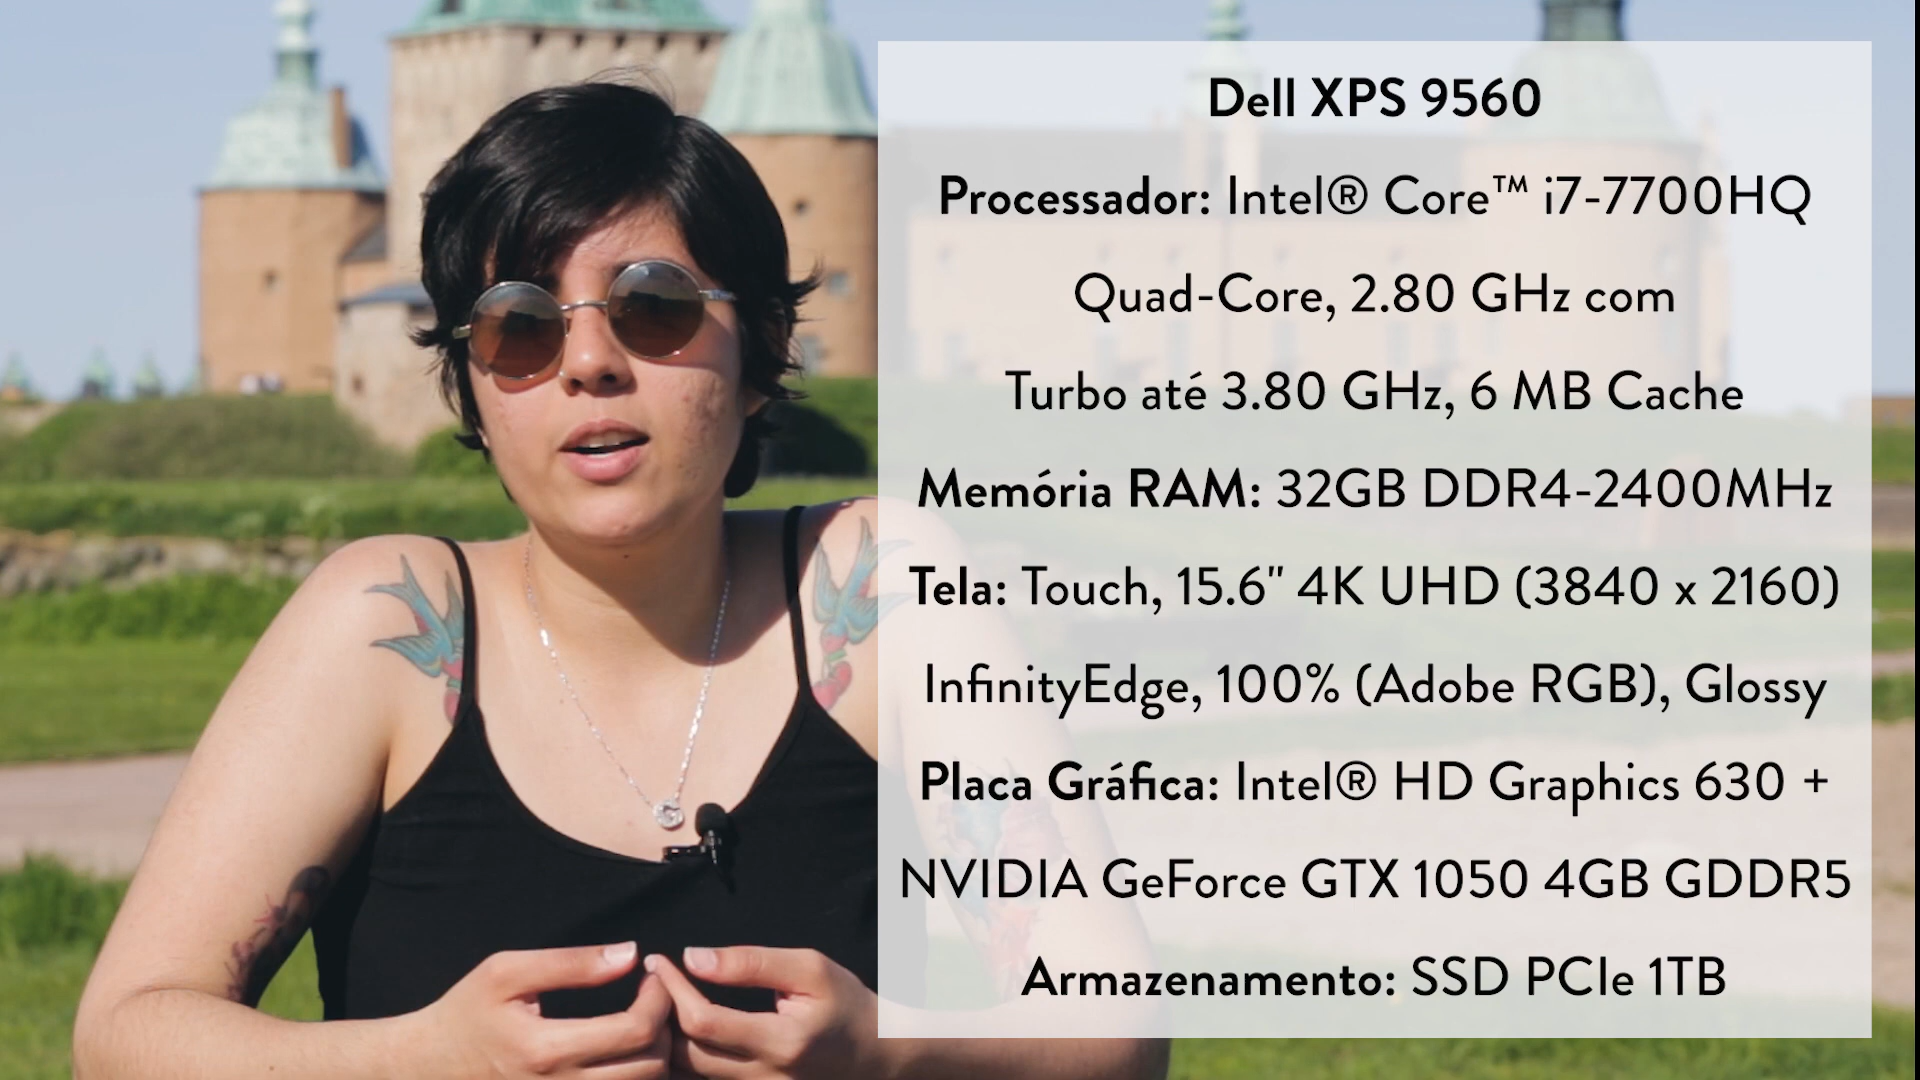 Dell XPS 9560
Processador: Intel® Core™ i7-7700HQ
Quad-Core, 2.80 GHz com
Turbo até 3.80 GHz, 6 MB Cache
Memória RAM: 32GB DDR4-2400MHz
Tela: Touch, 15.6" 4K UHD (3840 x 2160)
InfinityEdge, 100% (Adobe RGB), Glossy
Placa Gráfica: Intel® HD Graphics 630 +
NVIDIA GeForce GTX 1050 4GB GDDR5
Armazenamento: SSD PCIe 1TB